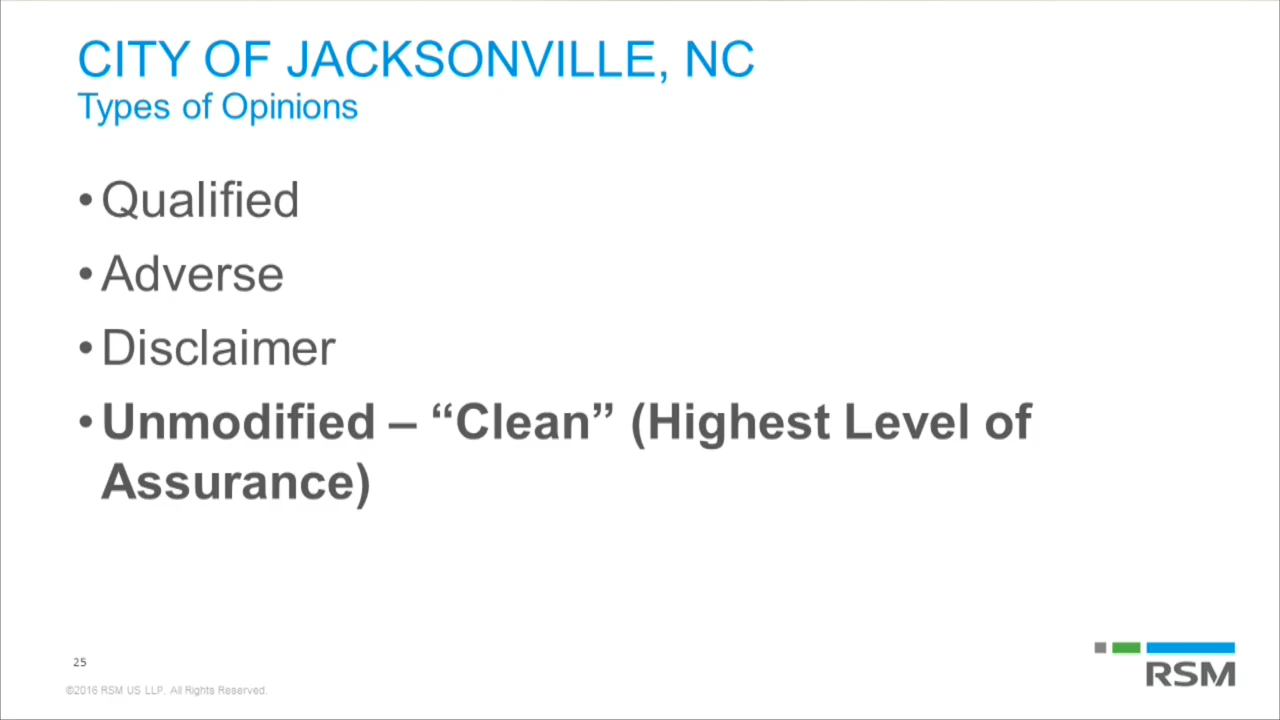 CITY OF JACKSONVILLE, NC
Types of Opinions
•Qualified
•Adverse
•Disclaimer
•Unmodified – “Clean” (Highest Level of
Assurance)
25
©2016 RSM US LLP. All Rights Reserved.
RSM